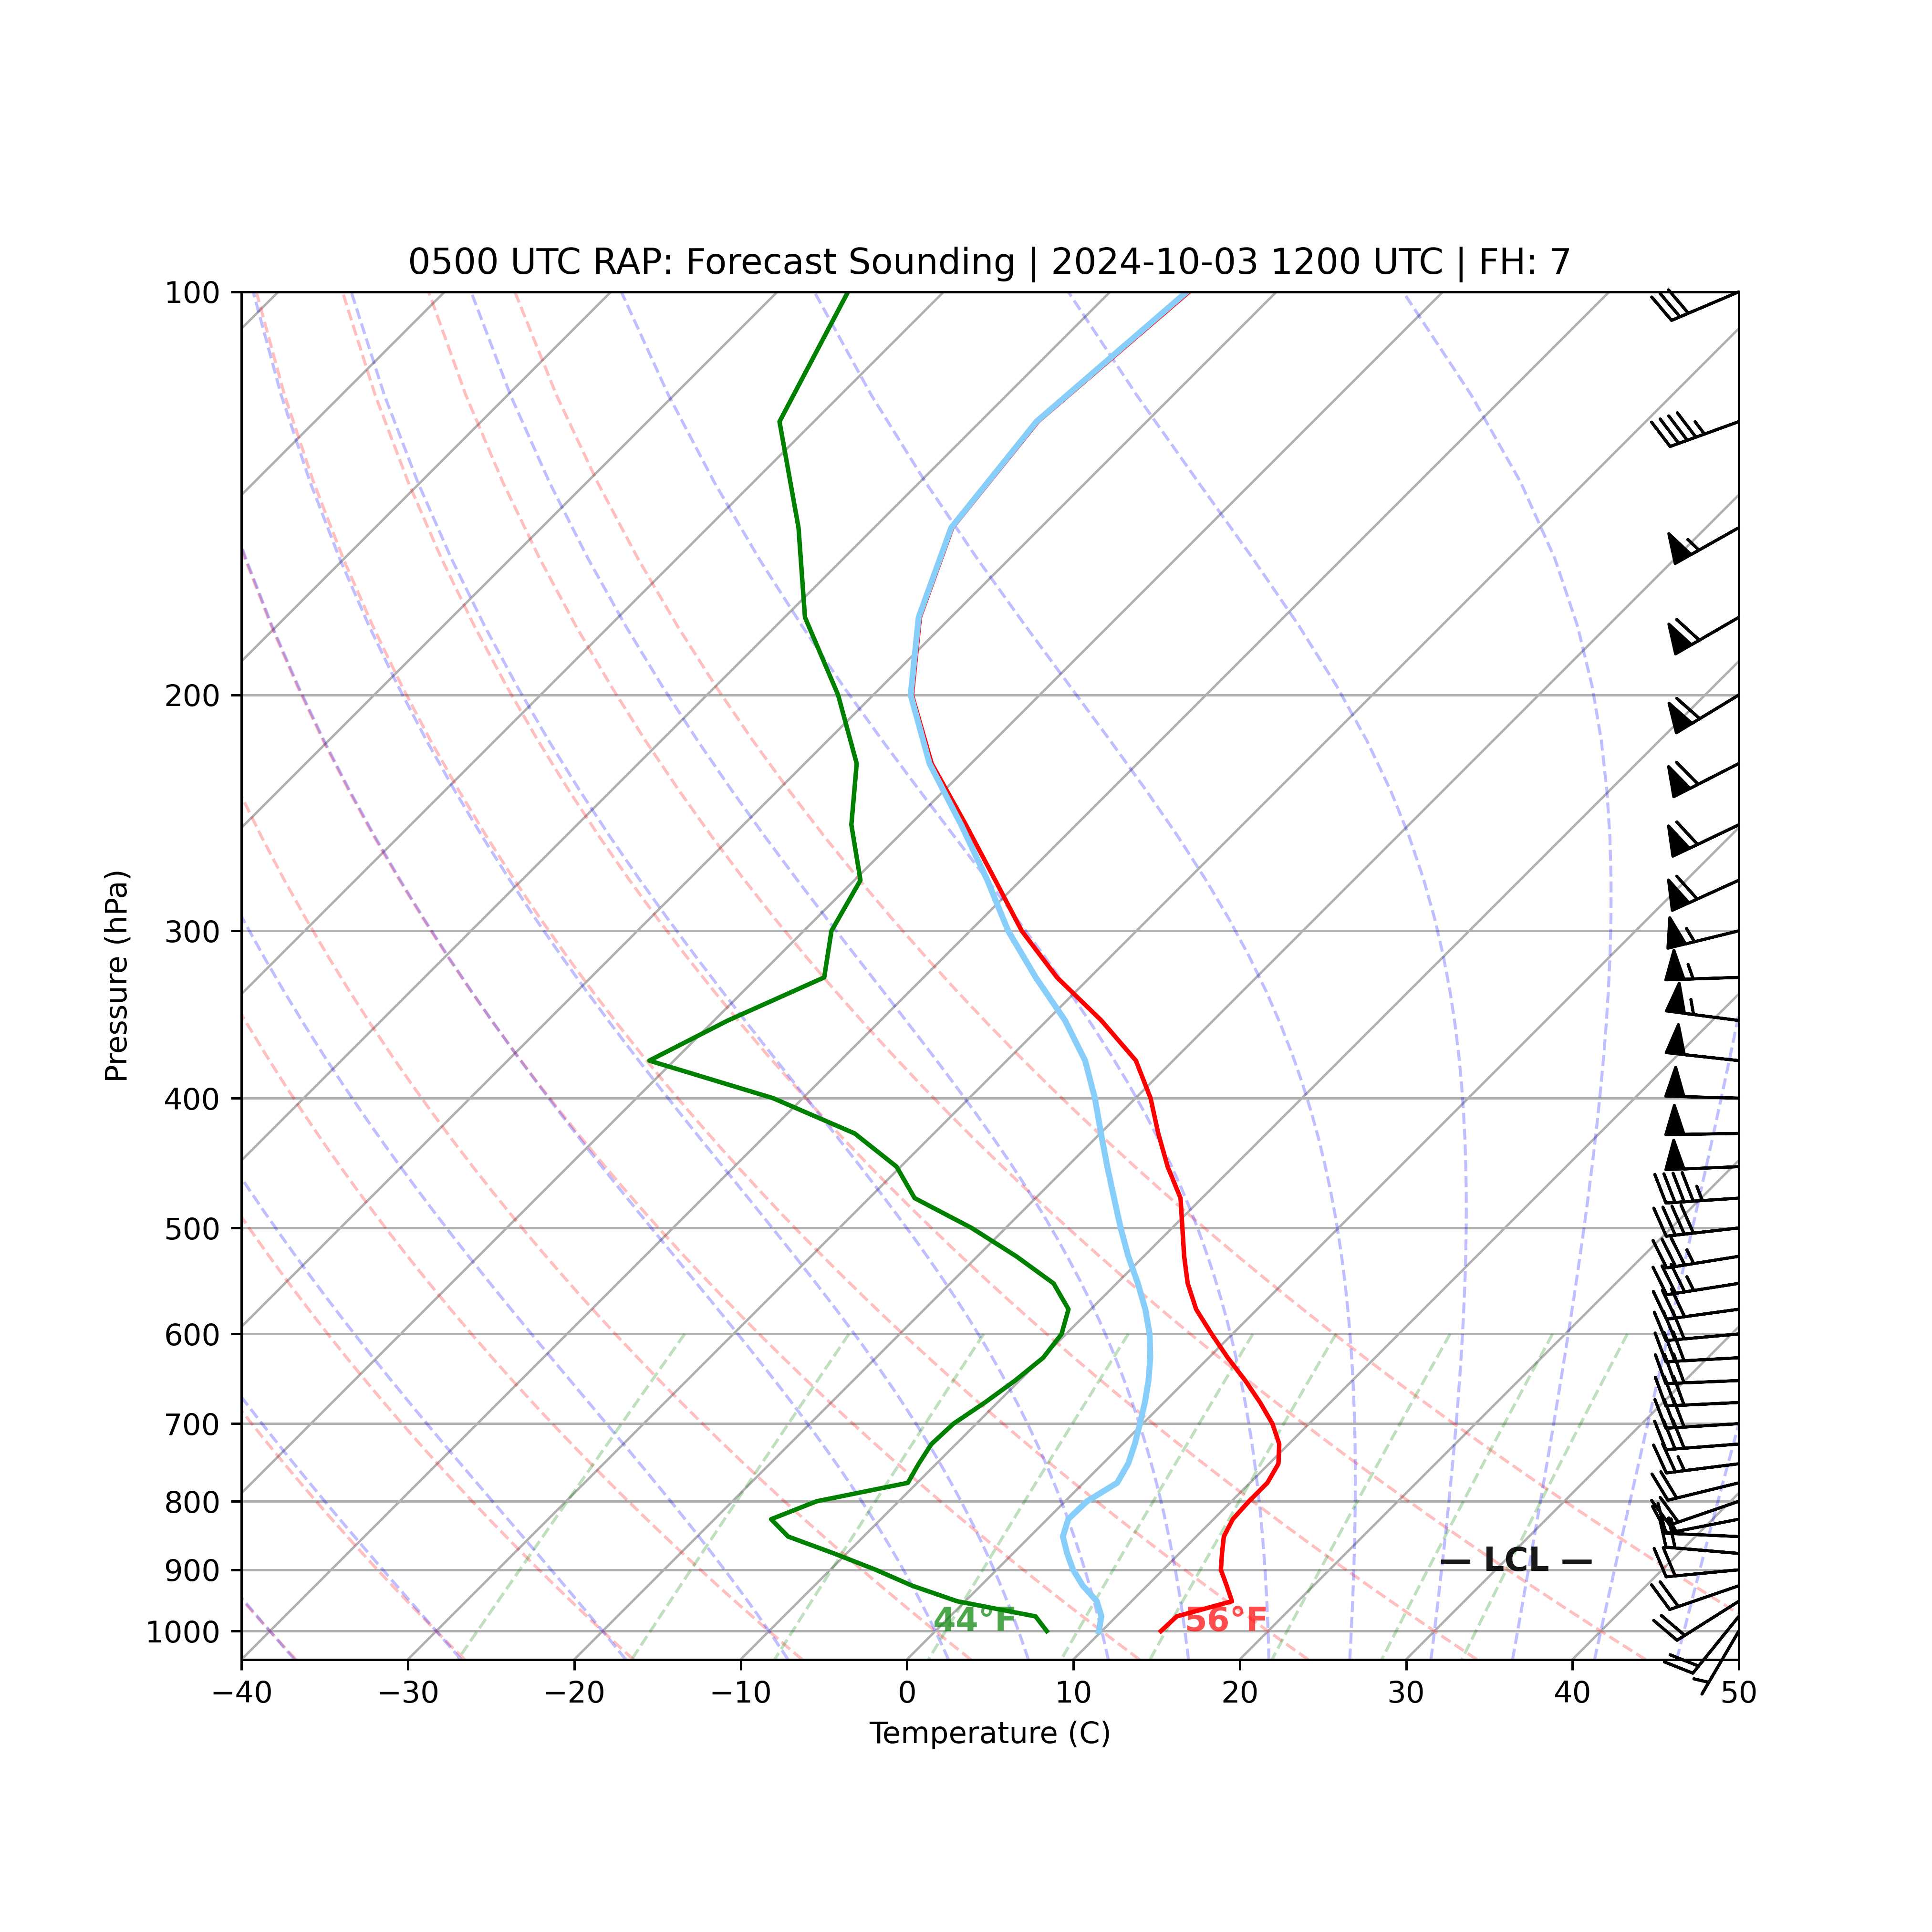 0500 UTC RAP: Forecast Sounding | 2024-10-03 1200 UTC | FH: 7
100
200
300
400
500
600
700
800
900
1000
Pressure (hPa)
— LCL —
44°F
56°F
−40 −30 −20 −10 0 10 20 30 40 50
Temperature (C)